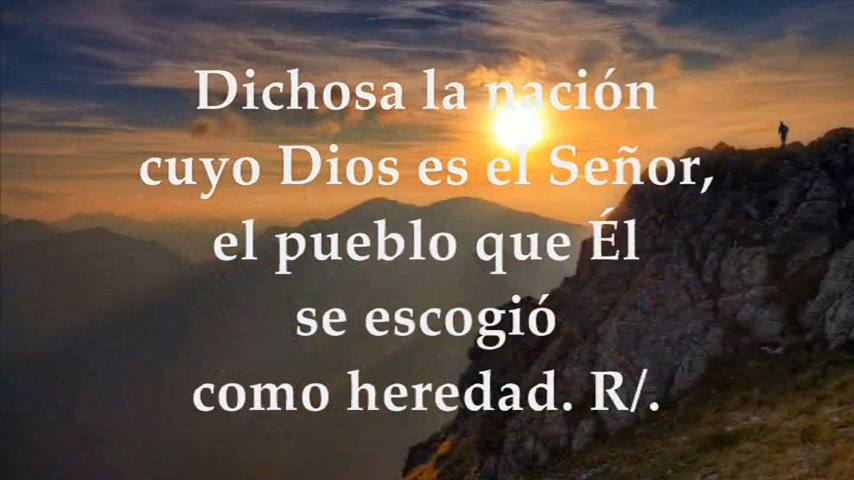 Dichosa la nación
cuyo Dios es el Señor,
el pueblo que Él
se escogió
como heredad. R/.